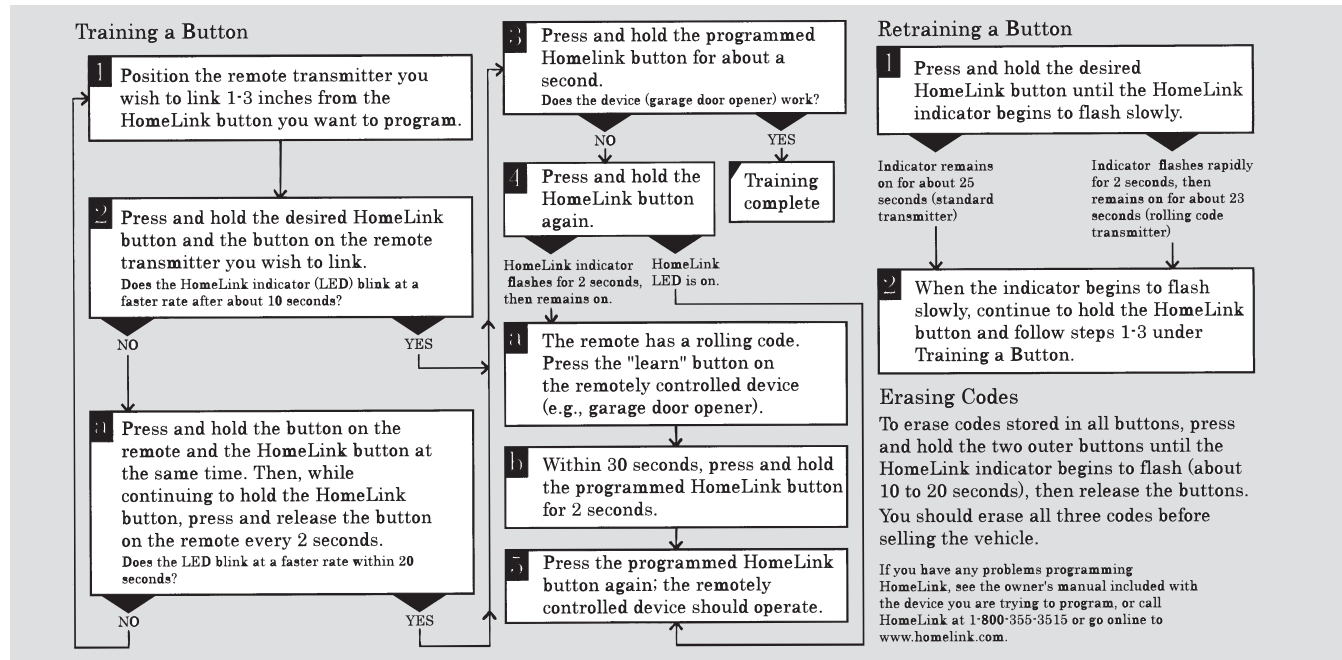 Training a Button
1
Position the remote transmitter you
wish to link 1-3 inches from the
HomeLink button you want to program.
2
Press and hold the desired HomeLink
button and the button on the remote
transmitter you wish to link.
Does the HomeLink indicator (LED) blink at a
faster rate after about 10 seconds?
NO
YES
a
Press and hold the button on the
remote and the HomeLink button at
the same time. Then, while
continuing to hold the HomeLink
button, press and release the button
on the remote every 2 seconds.
Does the LED blink at a faster rate within 20
seconds?
NO
YES
3
Press and hold the programmed
Homelink button for about a
second.
Does the device (garage door opener) work?
NO
YES
4
Press and hold the
HomeLink button
again.
Training
complete
HomeLink indicator
flashes for 2 seconds,
then remains on.
HomeLink
LED is on.
a
The remote has a rolling code.
Press the "learn" button on
the remotely controlled device
(e.g., garage door opener).
b
Within 30 seconds, press and hold
the programmed HomeLink button
for 2 seconds.
5
Press the programmed HomeLink
button again; the remotely
controlled device should operate.
Retraining a Button
1
Press and hold the desired
HomeLink button until the HomeLink
indicator begins to flash slowly.
Indicator remains
on for about 25
seconds (standard
transmitter)
Indicator flashes rapidly
for 2 seconds, then
remains on for about 23
seconds (rolling code
transmitter)
2
When the indicator begins to flash
slowly, continue to hold the HomeLink
button and follow steps 1-3 under
Training a Button.
Erasing Codes
To erase codes stored in all buttons, press
and hold the two outer buttons until the
HomeLink indicator begins to flash (about
10 to 20 seconds), then release the buttons.
You should erase all three codes before
selling the vehicle.
If you have any problems programming
HomeLink, see the owner's manual included with
the device you are trying to program, or call
HomeLink at 1-800-355-3515 or go online to
www.homelink.com.